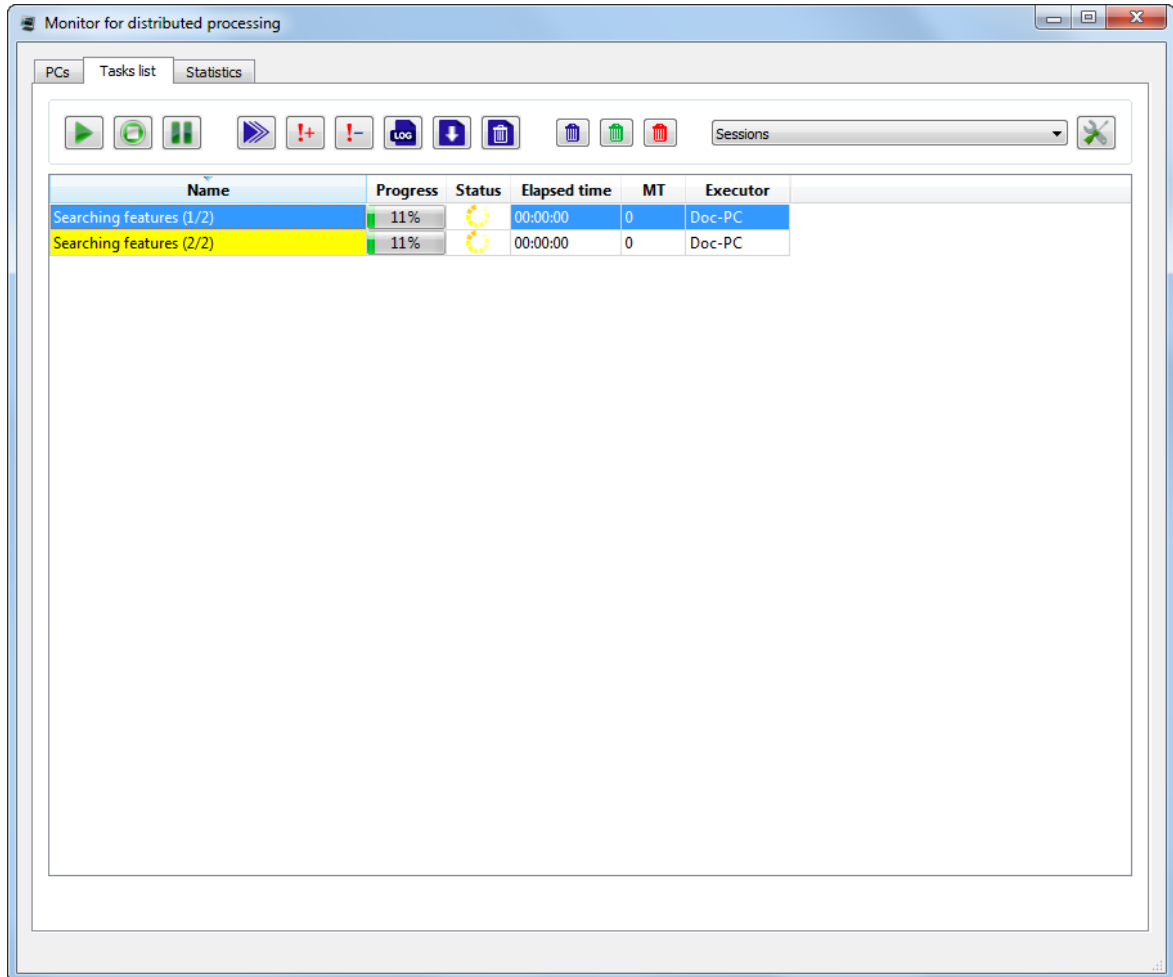 Monitor for distributed processing
PCs Tasks list Statistics
!+ !- LOG Sessions
Name Progress Status Elapsed time MT Executor
Searching features (1/2) 11% 00:00:00 0 Doc-PC
Searching features (2/2) 11% 00:00:00 0 Doc-PC